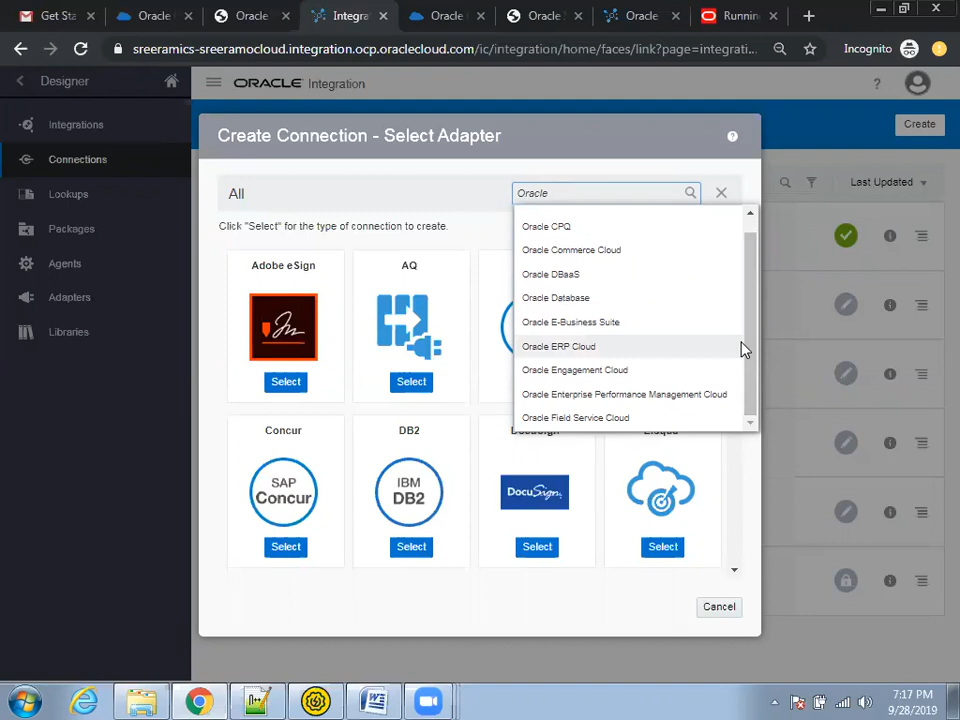 Get Sta
Oracle
Oracle
Integra
Oracle
Oracle
Oracle
Runnin
sreeramics-sreeramocloud.integration.ocp.oraclecloud.com/ic/integration/home/faces/link?page=integrati...
Incognito
Designer
ORACLE Integration
?
Integrations
Connections
Lookups
Packages
Agents
Adapters
Libraries
Create
Last Updated
Create Connection - Select Adapter
?
All
Oracle
Click "Select" for the type of connection to create.
Oracle CPQ
Oracle Commerce Cloud
Oracle DBaaS
Oracle Database
Oracle E-Business Suite
Oracle ERP Cloud
Oracle Engagement Cloud
Oracle Enterprise Performance Management Cloud
Oracle Field Service Cloud
Adobe eSign
AQ
Select
Select
Concur
DB2
SAP
Concur
IBM
DB2
DocuSign
Select
Select
Select
Select
Cancel
7:17 PM
9/28/2019